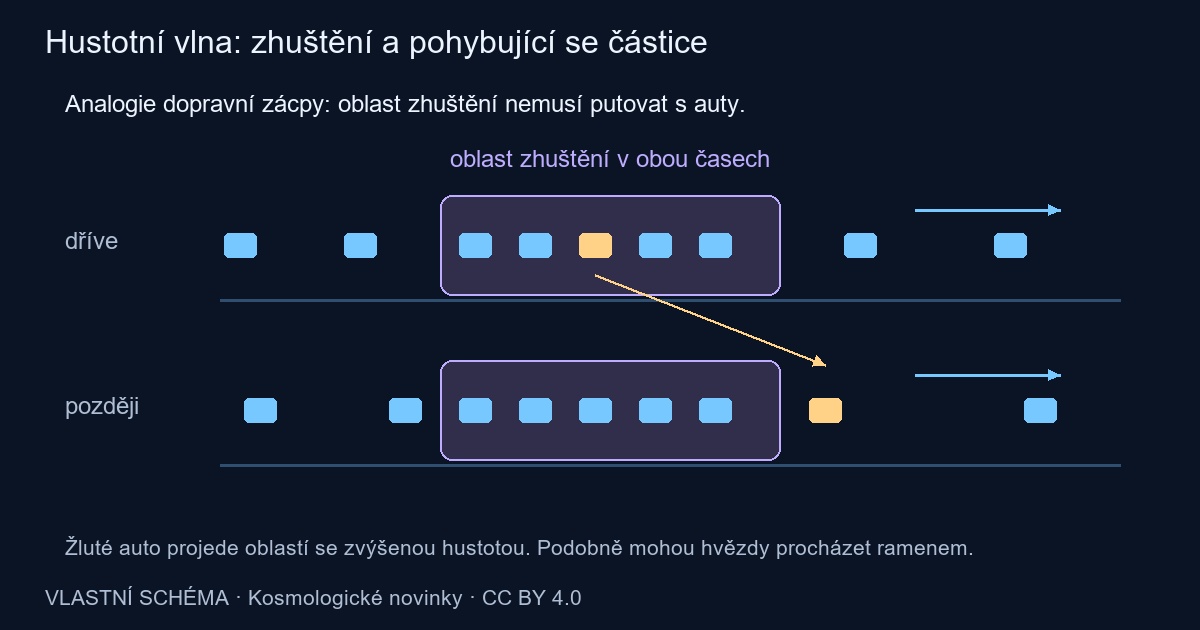 Hustotní vlna: zhuštění a pohybující se částice
Analogie dopravní zácpy: oblast zhuštění nemusí putovat s auty.
oblast zhuštění v obou časech
dříve
později
Žluté auto projede oblastí se zvýšenou hustotou. Podobně mohou hvězdy procházet ramenem.
VLASTNÍ SCHÉMA · Kosmologické novinky · CC BY 4.0